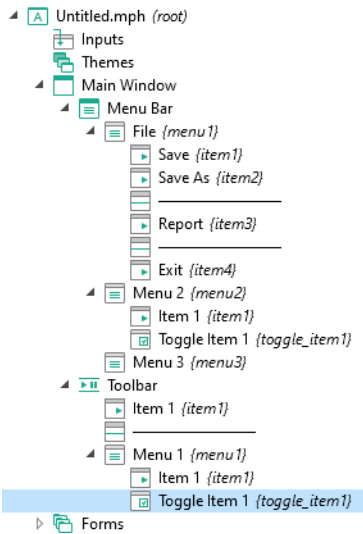 Untitled.mph (root)
Inputs
Themes
Main Window
Menu Bar
File {menu1}
Save {item1}
Save As {item2}
Report {item3}
Exit {item4}
Menu 2 {menu2}
Item 1 {item1}
Toggle Item 1 {toggle_item1}
Menu 3 {menu3}
Toolbar
Item 1 {item1}
Menu 1 {menu1}
Item 1 {item1}
Toggle Item 1 {toggle_item1}
Forms